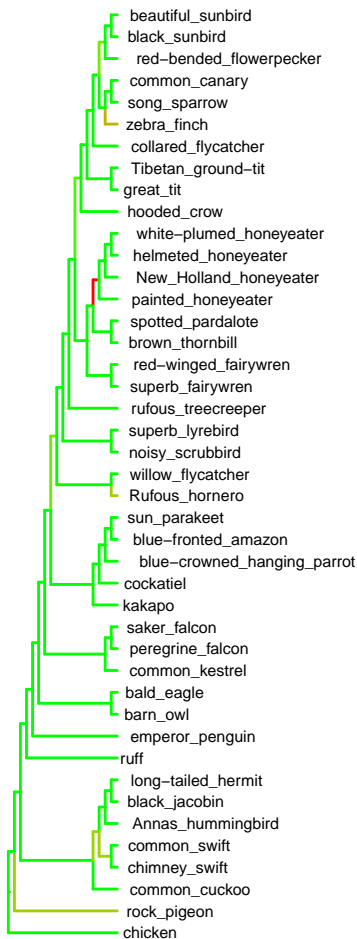 beautiful_sunbird
black_sunbird
red−bended_flowerpecker
common_canary
song_sparrow
zebra_finch
collared_flycatcher
Tibetan_ground−tit
great_tit
hooded_crow
white−plumed_honeyeater
helmeted_honeyeater
New_Holland_honeyeater
painted_honeyeater
spotted_pardalote
brown_thornbill
red−winged_fairywren
superb_fairywren
rufous_treecreeper
superb_lyrebird
noisy_scrubbird
willow_flycatcher
Rufous_hornero
sun_parakeet
blue−fronted_amazon
blue−crowned_hanging_parrot
cockatiel
kakapo
saker_falcon
peregrine_falcon
common_kestrel
bald_eagle
barn_owl
emperor_penguin
ruff
long−tailed_hermit
black_jacobin
Annas_hummingbird
common_swift
chimney_swift
common_cuckoo
rock_pigeon
chicken